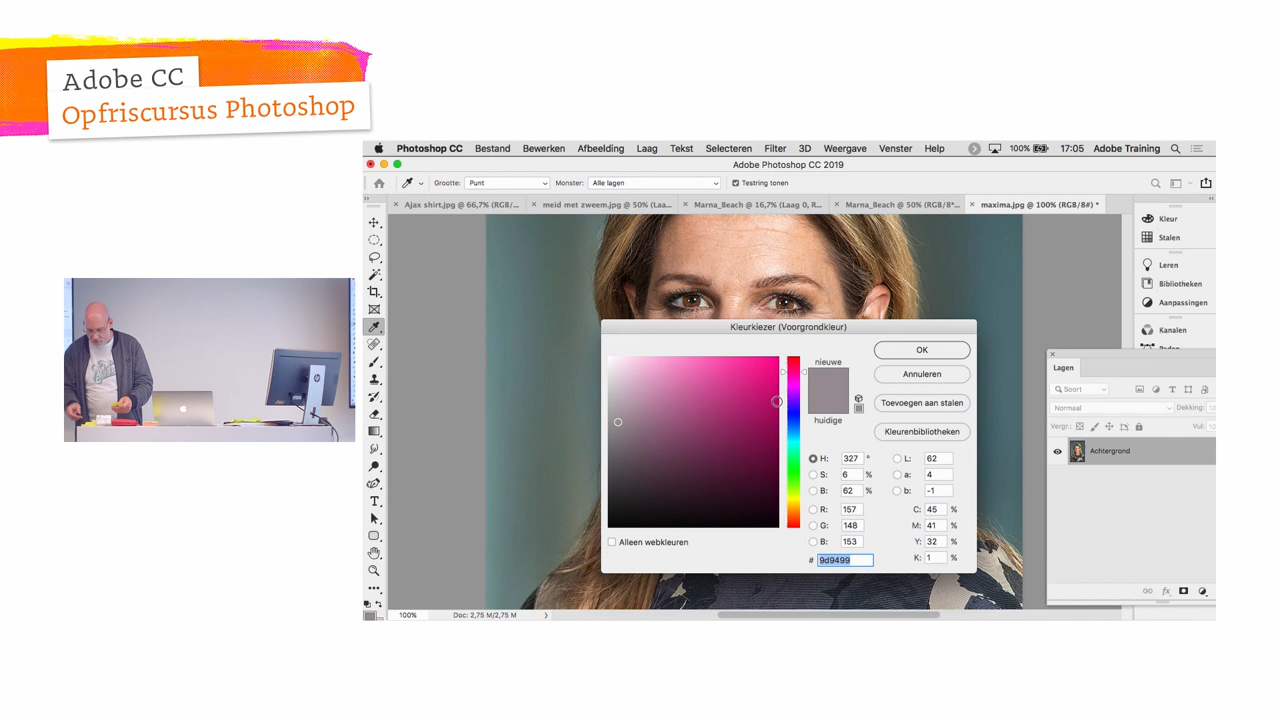 Adobe CC
Opfriscursus Photoshop
Photoshop CC Bestand Bewerken Afbeelding Laag Tekst Selecteren Filter 3D Weergave Venster Help 100% 17:05 Adobe Training
Adobe Photoshop CC 2019
Grootte: Punt Monster: Alle lagen Testring tonen
Ajax shirt.jpg @ 66,7% (RGB/... meid met zweem.jpg @ 50% (Laa... Marna_Beach @ 16,7% (Laag 0, R... Marna_Beach @ 50% (RGB/8*... maxima.jpg @ 100% (RGB/8#) *
Kleur
Stalen
Leren
Bibliotheken
Aanpassingen
Kanalen
Kleurkiezer (Voorgrondkleur)
nieuwe
huidige
OK
Annuleren
Toevoegen aan stalen
Kleurenbibliotheken
H: 327 ° L: 62
S: 6 % a: 4
B: 62 % b: -1
R: 157 C: 45 %
G: 148 M: 41 %
B: 153 Y: 32 %
# 9d9499 K: 1 %
Alleen webkleuren
Lagen
Soort
Normaal Dekking:
Vergr.: Vul:
Achtergrond
100% Doc: 2,75 M/2,75 M
hp